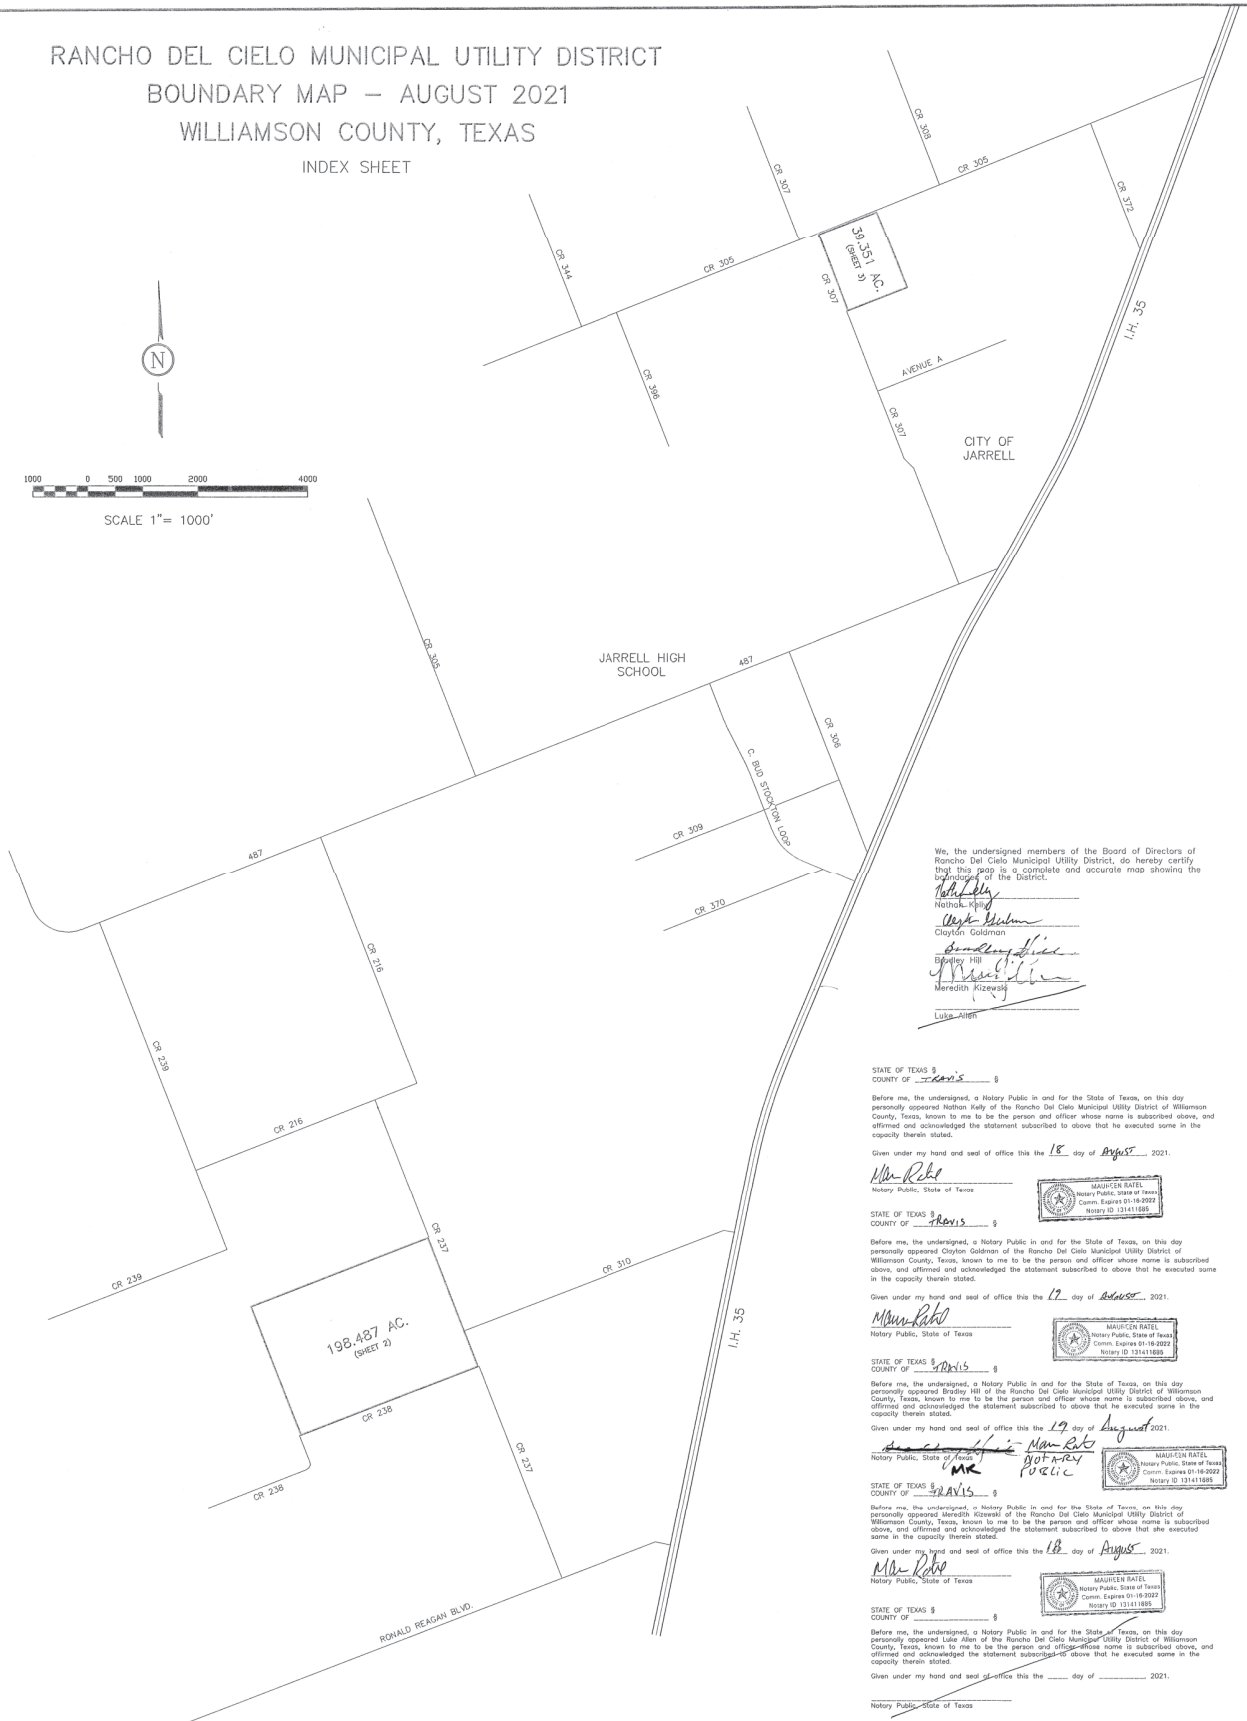 RANCHO DEL CIELO MUNICIPAL UTILITY DISTRICT
BOUNDARY MAP – AUGUST 2021
WILLIAMSON COUNTY, TEXAS
INDEX SHEET
CR 308
CR 305
CR 307
CR 372
CR 344
CR 305
39.351 AC.
(SHEET 3)
CR 307
I.H. 35
N
CR 396
AVENUE A
CR 307
CITY OF
JARRELL
1000 0 500 1000 2000 4000
SCALE 1"= 1000'
CR 305
JARRELL HIGH
SCHOOL
487
CR 306
C. BUD STOCKTON LOOP
CR 309
487
CR 370
CR 216
CR 239
CR 216
CR 237
CR 239
CR 310
198.487 AC.
(SHEET 2)
I.H. 35
CR 238
CR 237
CR 238
RONALD REAGAN BLVD.
We, the undersigned members of the Board of Directors of
Rancho Del Cielo Municipal Utility District, do hereby certify
that this map is a complete and accurate map showing the
boundaries of the District.
Nathan Kelly
Clayton Goldman
Bradley Hill
Meredith Kizewski
Luke Allen
STATE OF TEXAS §
COUNTY OF TRAVIS §
Before me, the undersigned, a Notary Public in and for the State of Texas, on this day
personally appeared Nathan Kelly of the Rancho Del Cielo Municipal Utility District of Williamson
County, Texas, known to me to be the person and officer whose name is subscribed above, and
affirmed and acknowledged the statement subscribed to above that he executed same in the
capacity therein stated.
Given under my hand and seal of office this the 18 day of August, 2021.
Notary Public, State of Texas
MAUREEN RATEL
Notary Public, State of Texas
Comm. Expires 01-16-2022
Notary ID 131411685
STATE OF TEXAS §
COUNTY OF TRAVIS §
Before me, the undersigned, a Notary Public in and for the State of Texas, on this day
personally appeared Clayton Goldman of the Rancho Del Cielo Municipal Utility District of
Williamson County, Texas, known to me to be the person and officer whose name is subscribed
above, and affirmed and acknowledged the statement subscribed to above that he executed same
in the capacity therein stated.
Given under my hand and seal of office this the 19 day of August, 2021.
Notary Public, State of Texas
MAUREEN RATEL
Notary Public, State of Texas
Comm. Expires 01-16-2022
Notary ID 131411685
STATE OF TEXAS §
COUNTY OF TRAVIS §
Before me, the undersigned, a Notary Public in and for the State of Texas, on this day
personally appeared Bradley Hill of the Rancho Del Cielo Municipal Utility District of Williamson
County, Texas, known to me to be the person and officer whose name is subscribed above, and
affirmed and acknowledged the statement subscribed to above that he executed same in the
capacity therein stated.
Given under my hand and seal of office this the 19 day of August 2021.
Notary Public, State of Texas
MR
NOTARY
PUBLIC
MAUREEN RATEL
Notary Public, State of Texas
Comm. Expires 01-16-2022
Notary ID 131411685
STATE OF TEXAS §
COUNTY OF TRAVIS §
Before me, the undersigned, a Notary Public in and for the State of Texas, on this day
personally appeared Meredith Kizewski of the Rancho Del Cielo Municipal Utility District of
Williamson County, Texas, known to me to be the person and officer whose name is subscribed
above, and affirmed and acknowledged the statement subscribed to above that she executed
same in the capacity therein stated.
Given under my hand and seal of office this the 18 day of August, 2021.
Notary Public, State of Texas
MAUREEN RATEL
Notary Public, State of Texas
Comm. Expires 01-16-2022
Notary ID 131411685
STATE OF TEXAS §
COUNTY OF §
Before me, the undersigned, a Notary Public in and for the State of Texas, on this day
personally appeared Luke Allen of the Rancho Del Cielo Municipal Utility District of Williamson
County, Texas, known to me to be the person and officer whose name is subscribed above, and
affirmed and acknowledged the statement subscribed to above that he executed same in the
capacity therein stated.
Given under my hand and seal of office this the ____ day of ________, 2021.
Notary Public, State of Texas